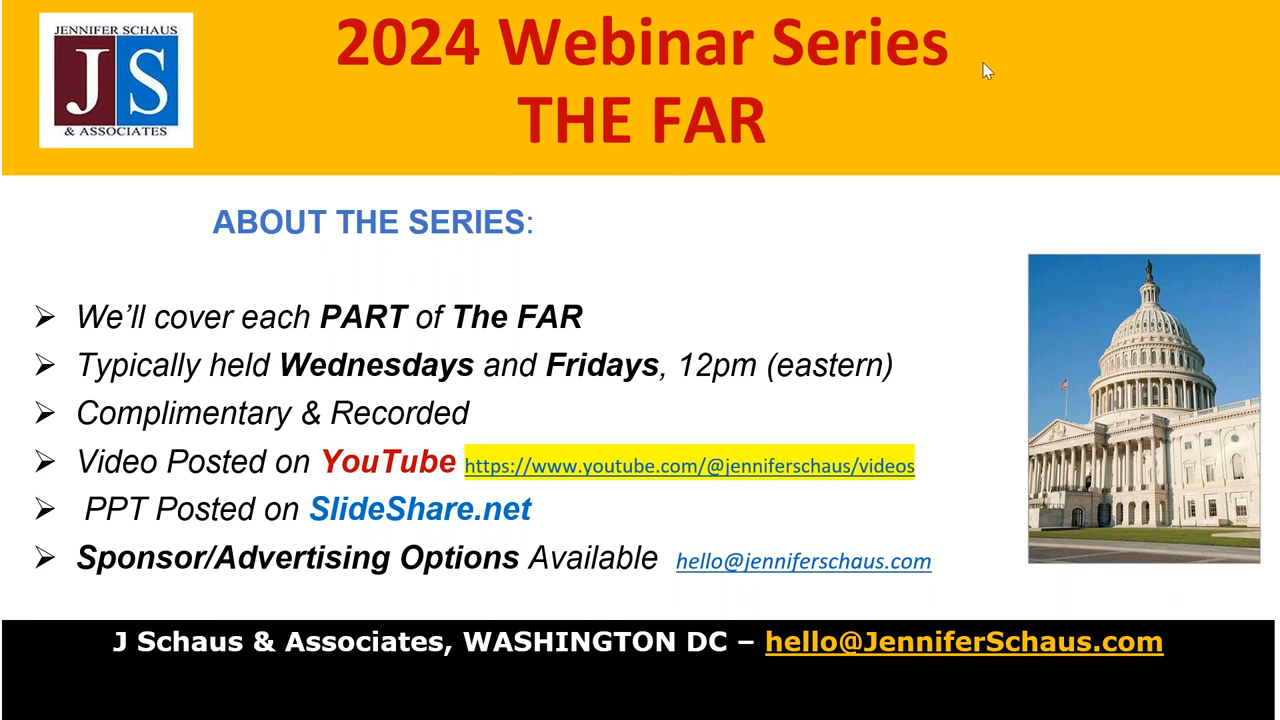 JENNIFER SCHAUS
JS
& ASSOCIATES
2024 Webinar Series
THE FAR
ABOUT THE SERIES:
We’ll cover each PART of The FAR
Typically held Wednesdays and Fridays, 12pm (eastern)
Complimentary & Recorded
Video Posted on YouTube https://www.youtube.com/@jenniferschaus/videos
PPT Posted on SlideShare.net
Sponsor/Advertising Options Available hello@jenniferschaus.com
J Schaus & Associates, WASHINGTON DC – hello@JenniferSchaus.com